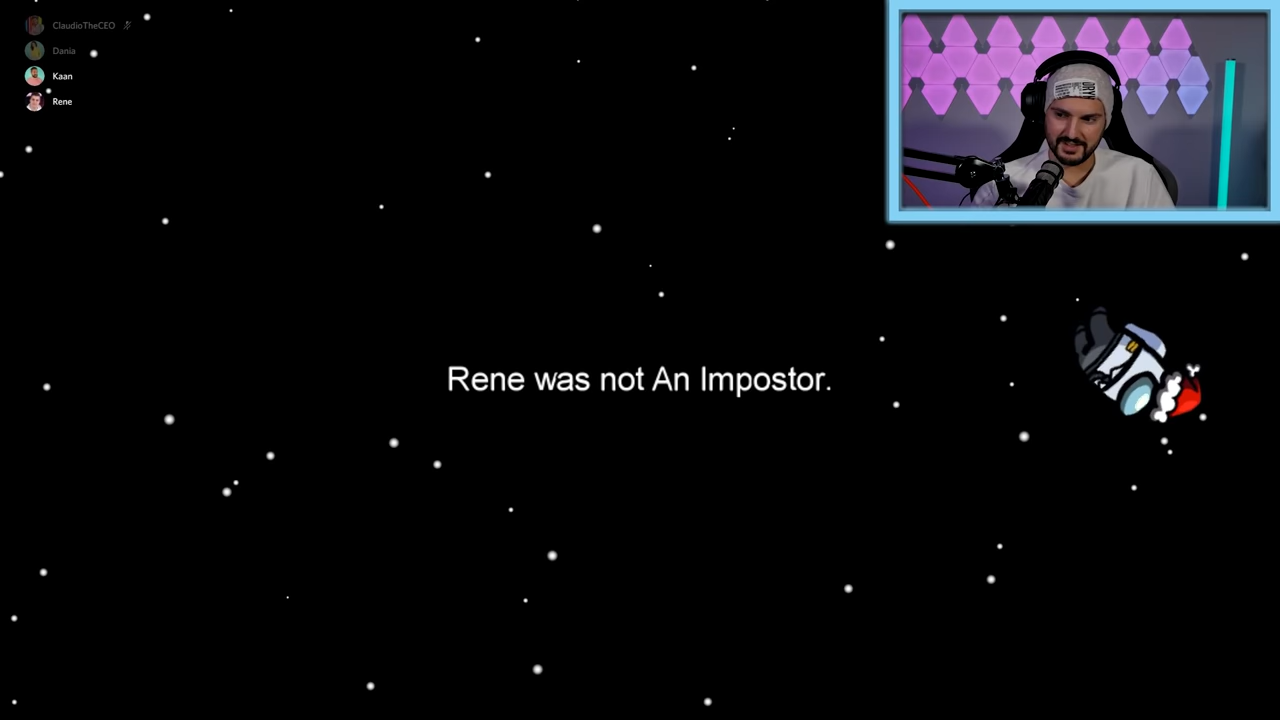 ClaudioTheCEO
Dania
Kaan
Rene
Rene was not An Impostor.